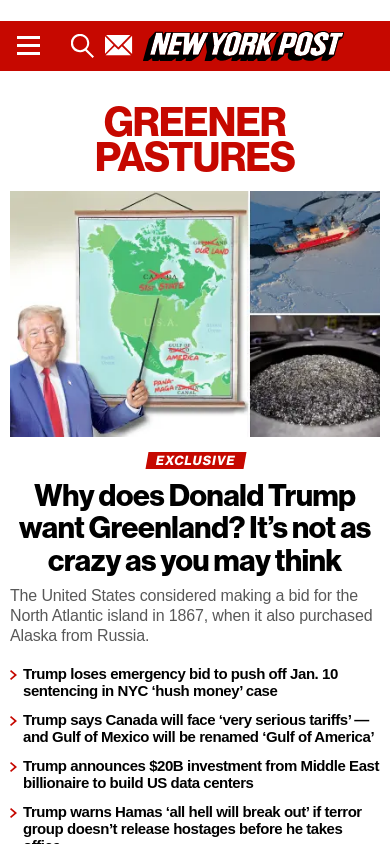 NEW YORK POST
GREENER
PASTURES
CANADA
51ST STATE
GREENLAND
OUR LAND
U.S.A.
GULF OF
MEXICO
AMERICA
PANA-
MAGA
CANAL
EXCLUSIVE
Why does Donald Trump
want Greenland? It’s not as
crazy as you may think
The United States considered making a bid for the
North Atlantic island in 1867, when it also purchased
Alaska from Russia.
Trump loses emergency bid to push off Jan. 10
sentencing in NYC ‘hush money’ case
Trump says Canada will face ‘very serious tariffs’ —
and Gulf of Mexico will be renamed ‘Gulf of America’
Trump announces $20B investment from Middle East
billionaire to build US data centers
Trump warns Hamas ‘all hell will break out’ if terror
group doesn’t release hostages before he takes
office